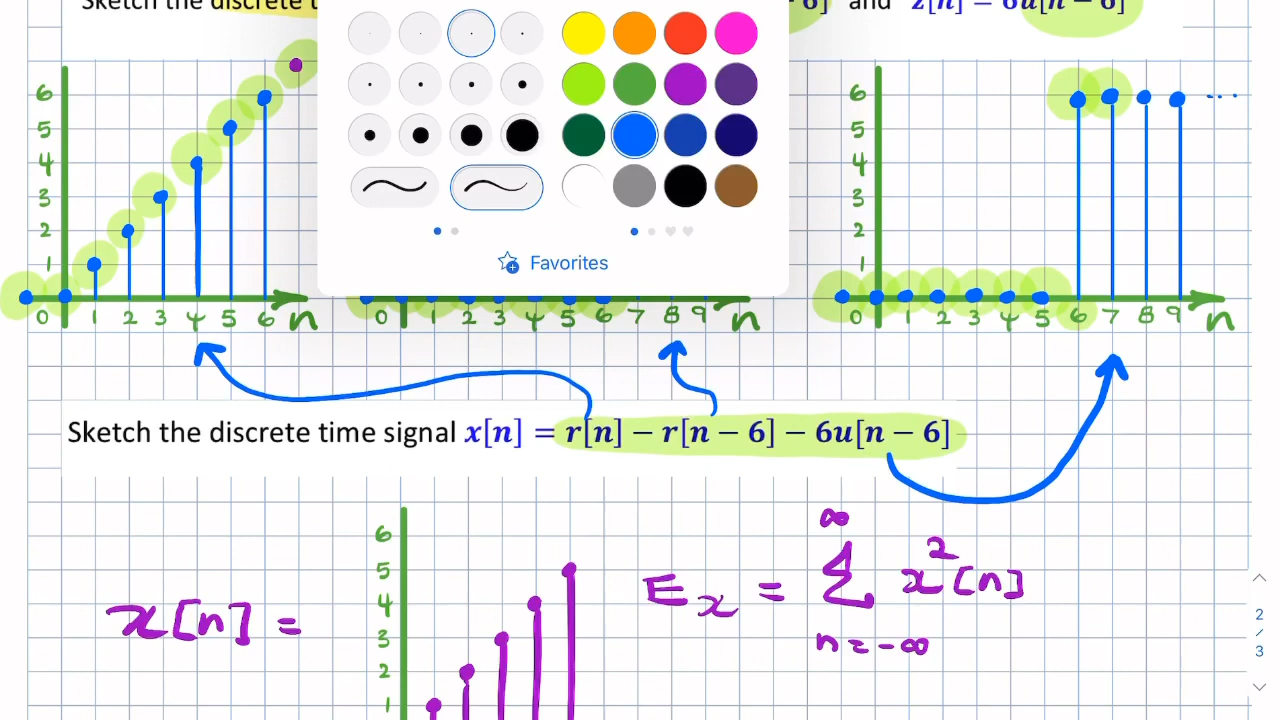 Sketch the discrete t
6] and z[n] = 6u[n − 6]
6
5
4
3
2
1
0 1 2 3 4 5 6 n
Favorites
0 1 2 3 4 5 6 7 8 9 n
6
5
4
3
2
1
0 1 2 3 4 5 6 7 8 9 n
Sketch the discrete time signal x[n] = r[n] − r[n − 6] − 6u[n − 6]
x[n] =
6
5
4
3
2
1
∞
E x = Σ x²[n]
n = -∞
2
/
3